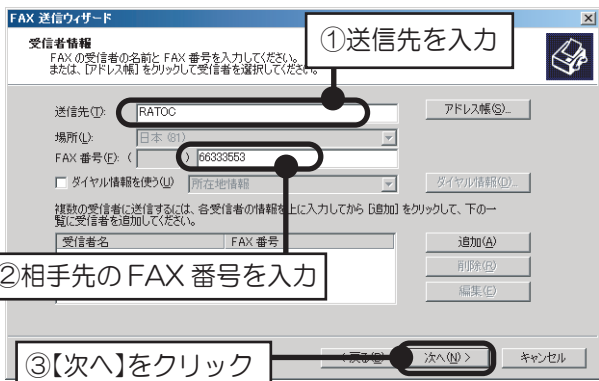 FAX 送信ウィザード
受信者情報
FAX の受信者の名前と FAX 番号を入力してください。
または、[アドレス帳] をクリックして受信者を選択してください。
①送信先を入力
送信先(T): RATOC アドレス帳(S)...
場所(L): 日本 (81)
FAX 番号(F): ( ) 66333553
ダイヤル情報を使う(U) 所在地情報 ダイヤル情報(D)...
複数の受信者に送信するには、各受信者の情報を上に入力してから [追加] をクリックして、下の一
覧に受信者を追加してください。
受信者名 FAX 番号 追加(A)
②相手先の FAX 番号を入力
削除(R)
編集(E)
③【次へ】をクリック
< 戻る(B) 次へ(N) > キャンセル